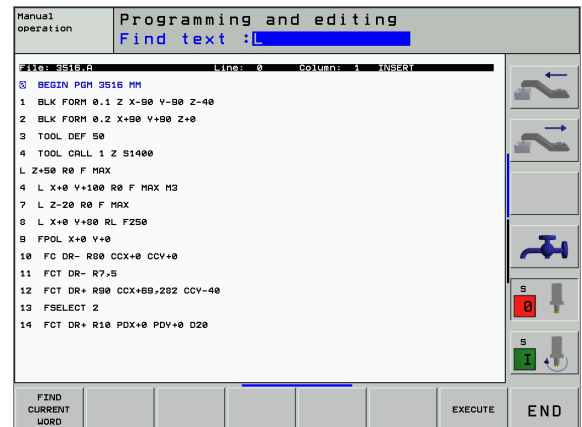 Manual operation
Programming and editing
Find text :L
File: 3516.A Line: 0 Column: 1 INSERT
0 BEGIN PGM 3516 MM
1 BLK FORM 0.1 Z X-90 Y-90 Z-40
2 BLK FORM 0.2 X+90 Y+90 Z+0
3 TOOL DEF 50
4 TOOL CALL 1 Z S1400
L Z+50 R0 F MAX
4 L X+0 Y+100 R0 F MAX M3
7 L Z-20 R0 F MAX
8 L X+0 Y+80 RL F250
9 FPOL X+0 Y+0
10 FC DR- R80 CCX+0 CCY+0
11 FCT DR- R7,5
12 FCT DR+ R90 CCX+69,282 CCY-40
13 FSELECT 2
14 FCT DR+ R10 PDX+0 PDY+0 D20
S
0
S
I
FIND CURRENT WORD
EXECUTE
END